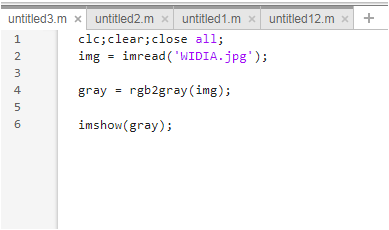 untitled3.m × untitled2.m × untitled1.m × untitled12.m × +
1 clc;clear;close all;
2 img = imread('WIDIA.jpg');
3
4 gray = rgb2gray(img);
5
6 imshow(gray);